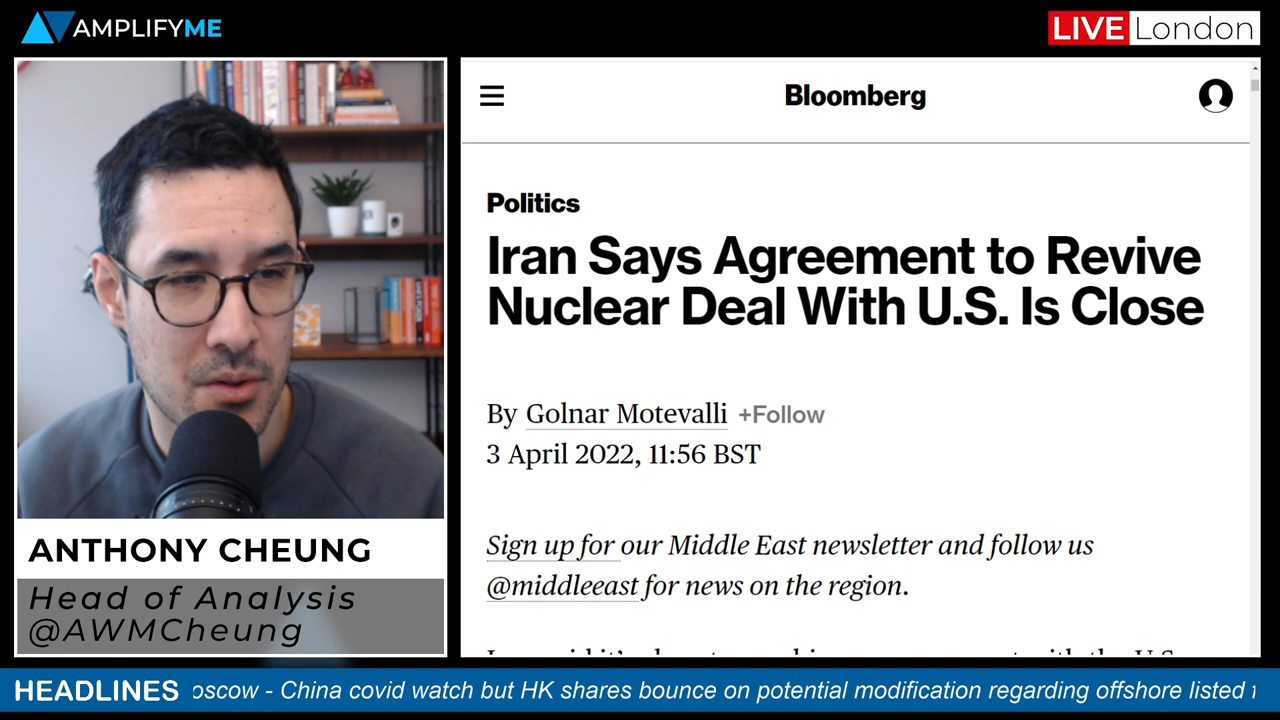 AMPLIFYME
LIVE London
Bloomberg
Politics
Iran Says Agreement to Revive
Nuclear Deal With U.S. Is Close
By Golnar Motevalli +Follow
3 April 2022, 11:56 BST
Sign up for our Middle East newsletter and follow us
@middleeast for news on the region.
ANTHONY CHEUNG
Head of Analysis
@AWMCheung
HEADLINES oscow - China covid watch but HK shares bounce on potential modification regarding offshore listed